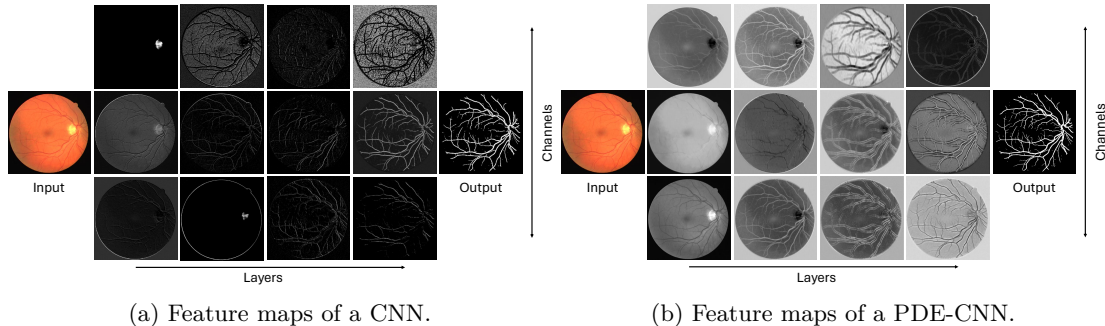 Input
Output
Channels
Layers
(a) Feature maps of a CNN.
Input
Output
Channels
Layers
(b) Feature maps of a PDE-CNN.